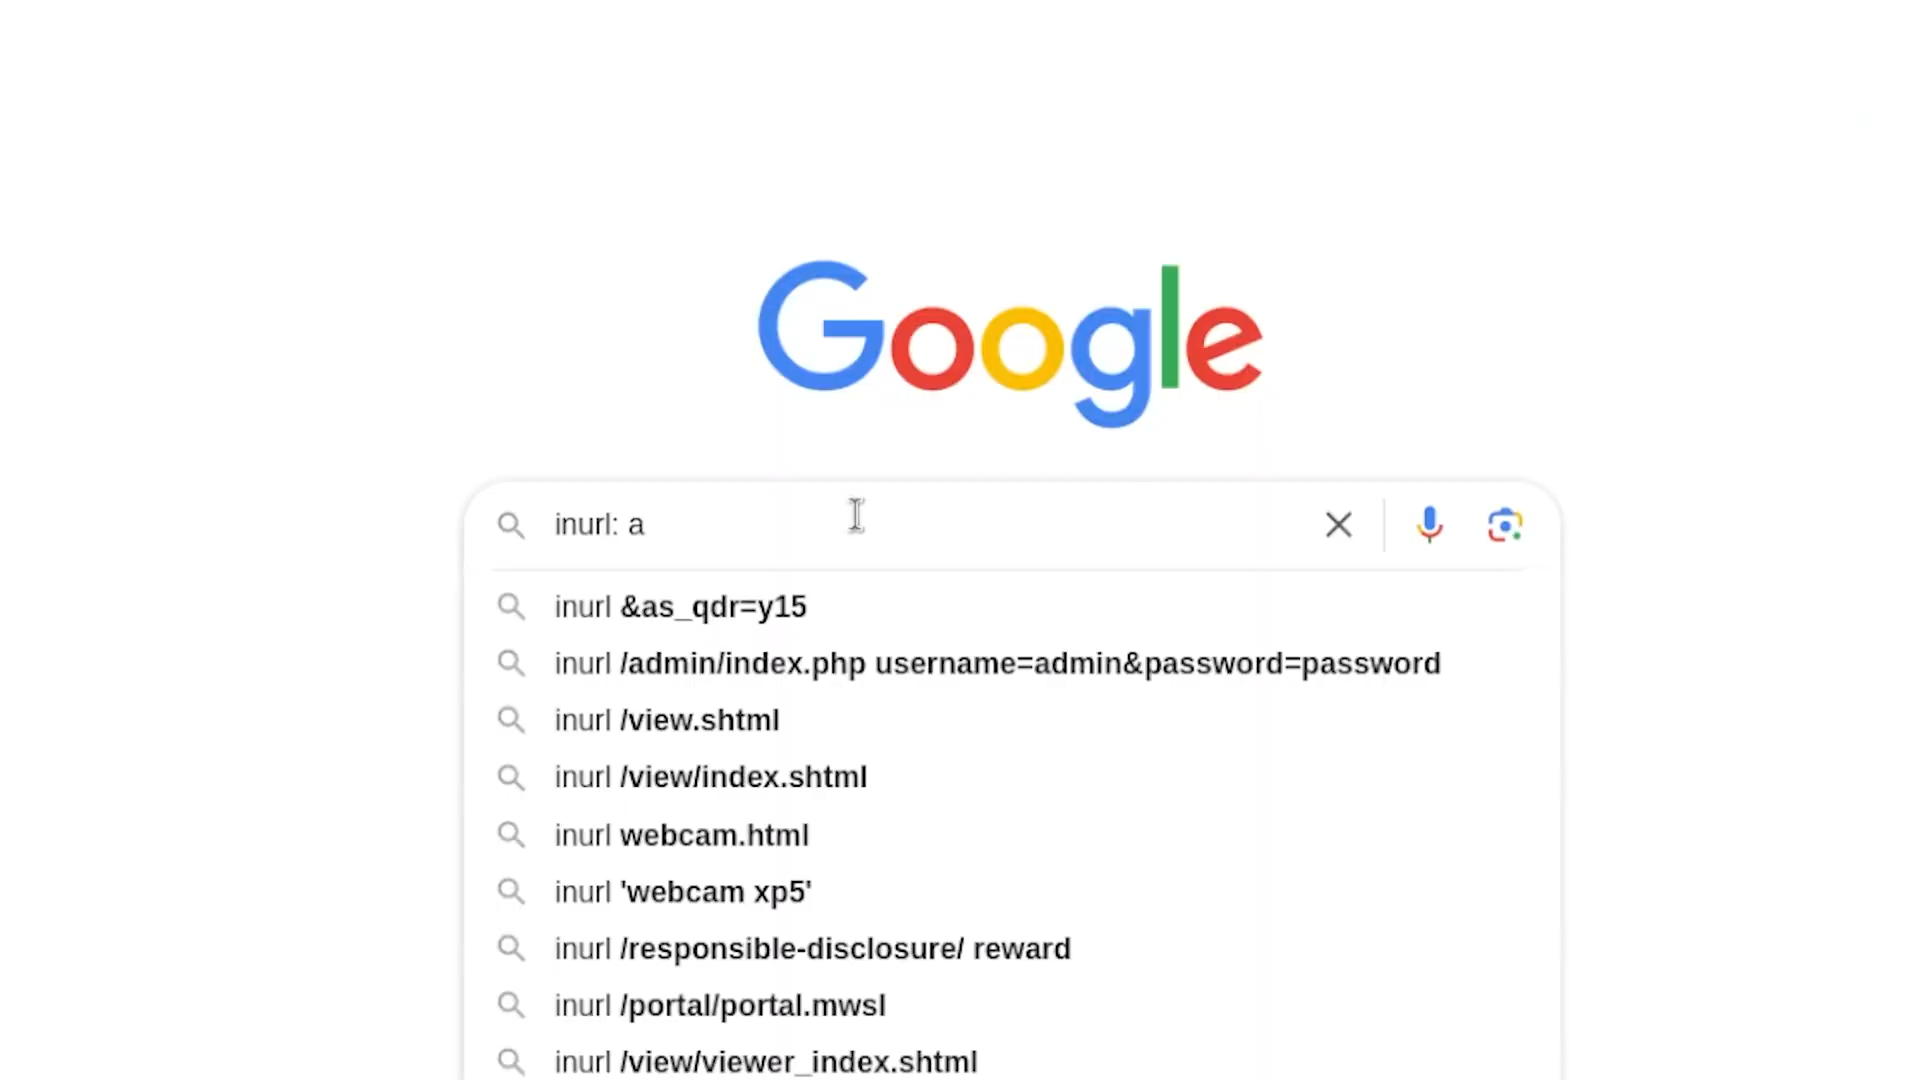 Google
inurl: a
inurl &as_qdr=y15
inurl /admin/index.php username=admin&password=password
inurl /view.shtml
inurl /view/index.shtml
inurl webcam.html
inurl 'webcam xp5'
inurl /responsible-disclosure/ reward
inurl /portal/portal.mwsl
inurl /view/viewer_index.shtml